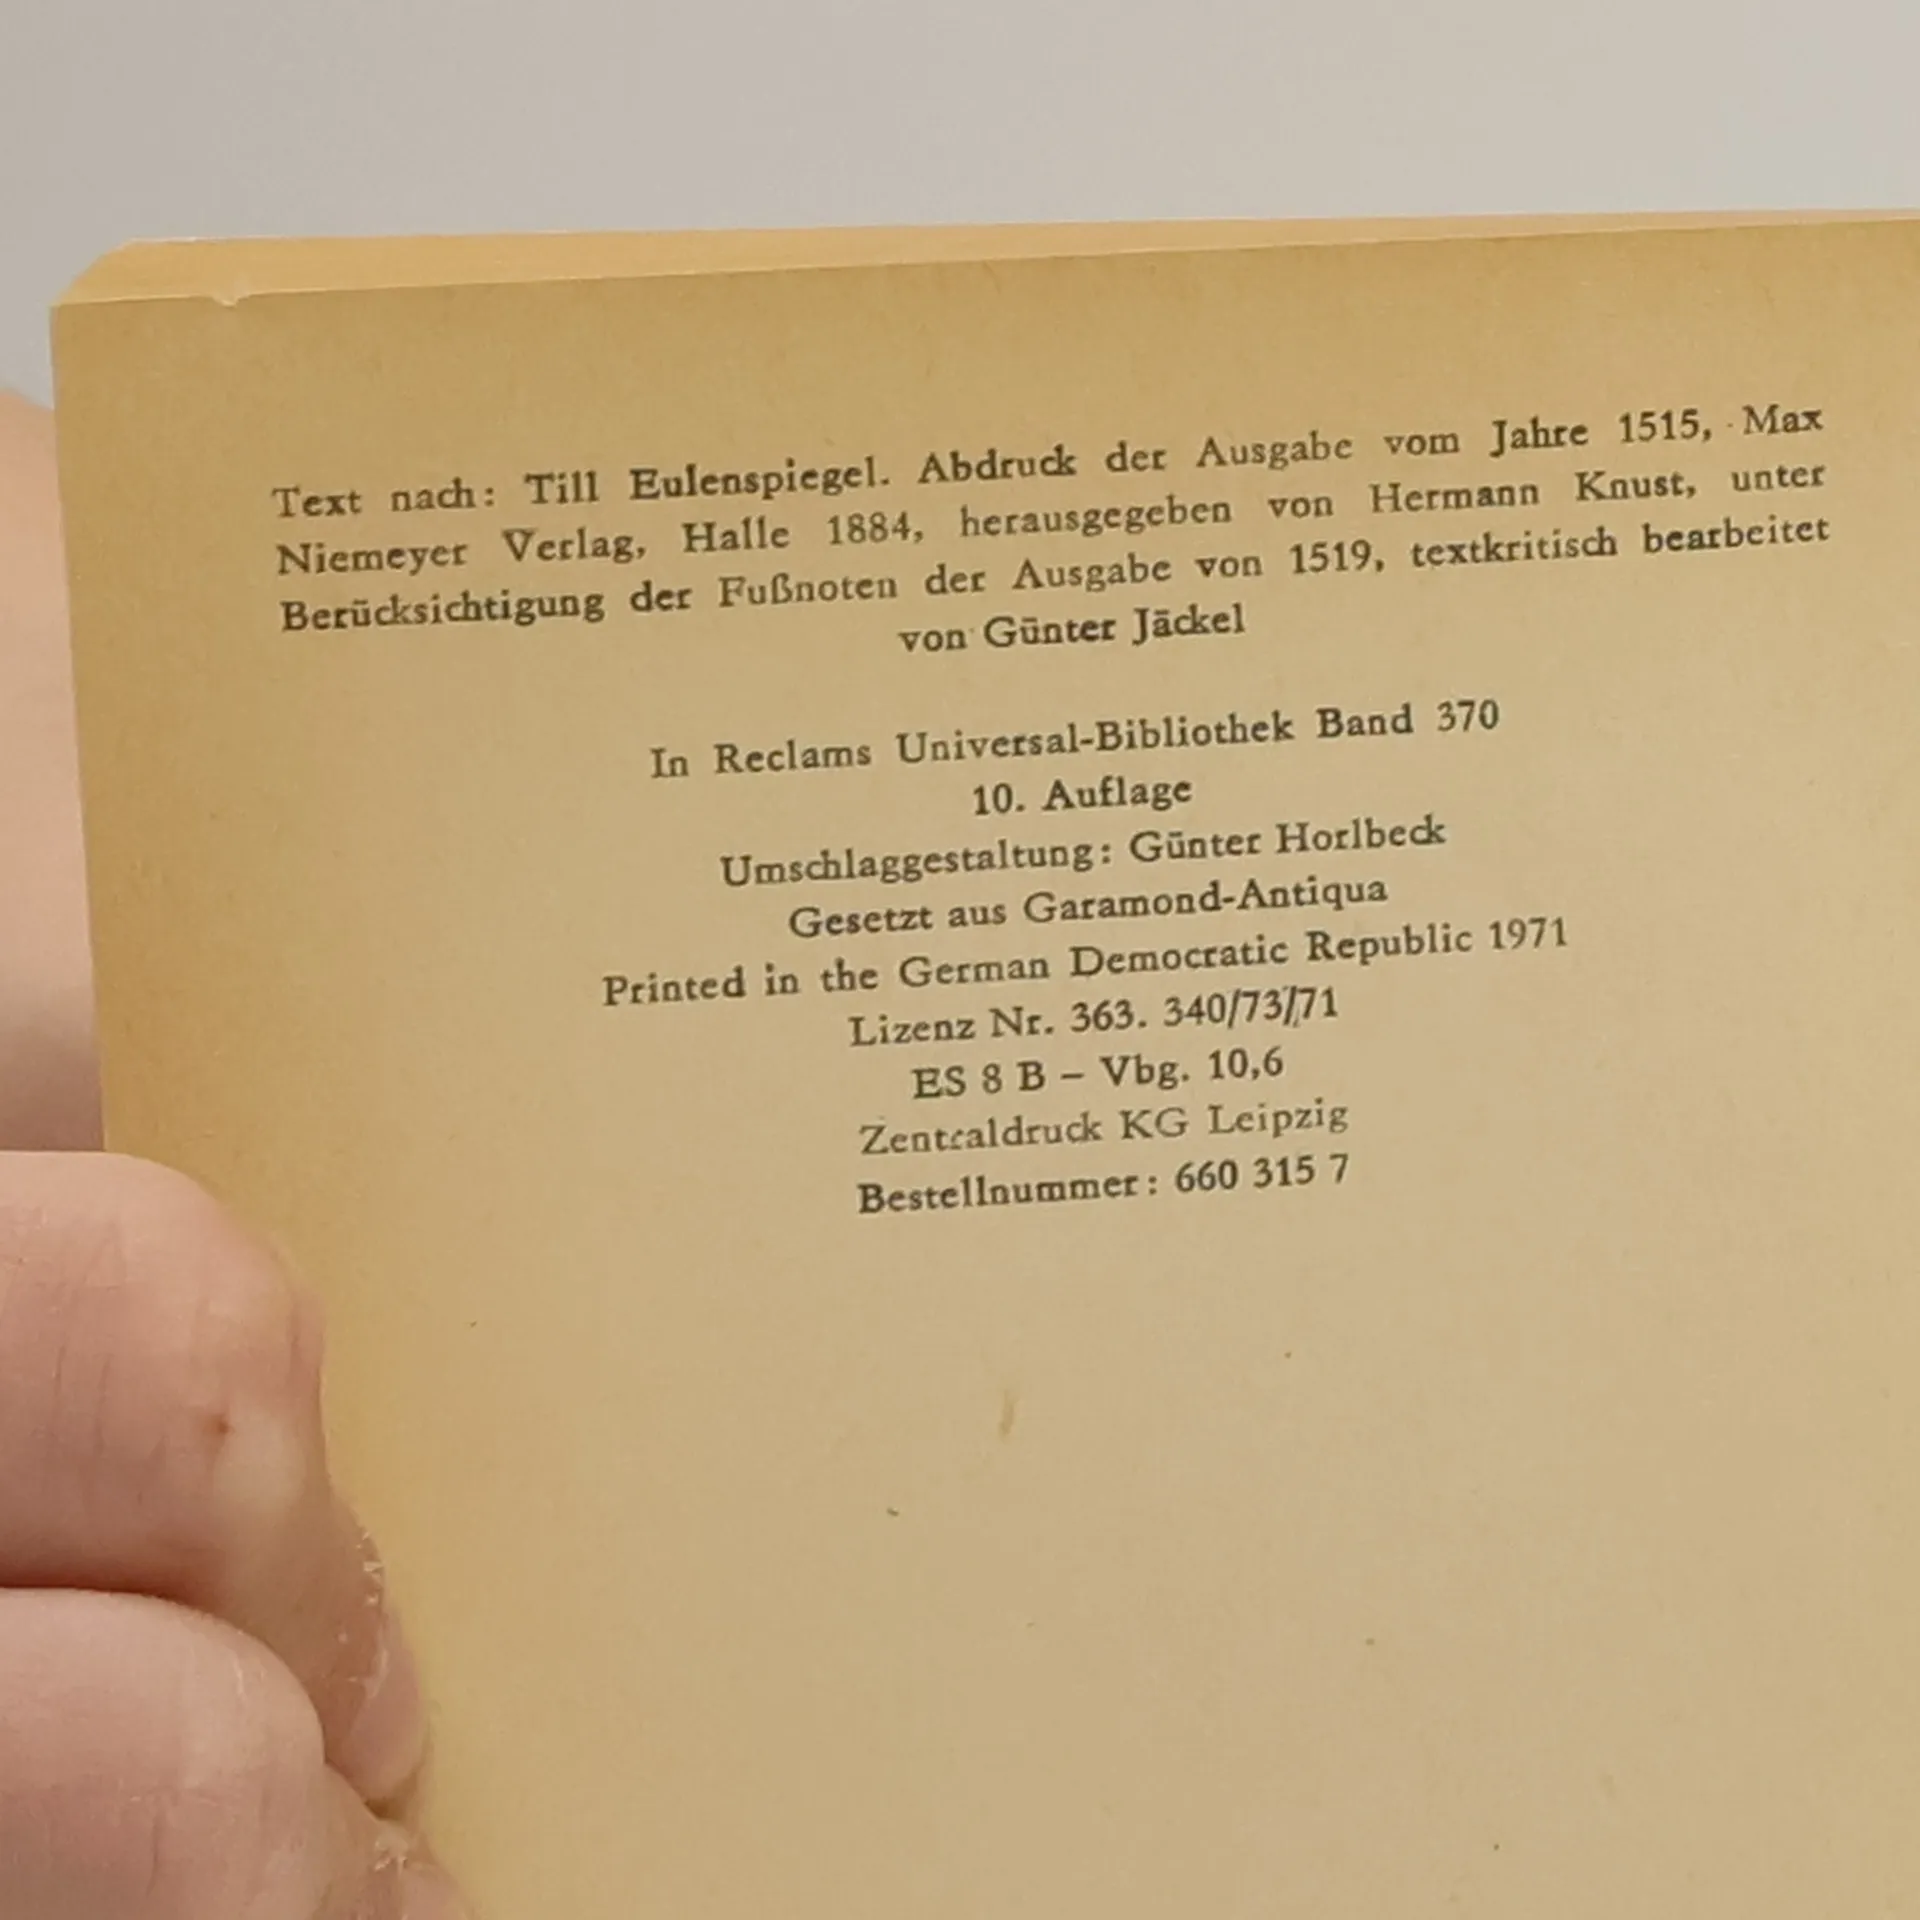 Text nach: Till Eulenspiegel. Abdruck der Ausgabe vom Jahre 1515, Max
Niemeyer Verlag, Halle 1884, herausgegeben von Hermann Knust, unter
Berücksichtigung der Fußnoten der Ausgabe von 1519, textkritisch bearbeitet
von Günter Jäckel
In Reclams Universal-Bibliothek Band 370
10. Auflage
Umschlaggestaltung: Günter Horlbeck
Gesetzt aus Garamond-Antiqua
Printed in the German Democratic Republic 1971
Lizenz Nr. 363. 340/73/71
ES 8 B – Vbg. 10,6
Zentraldruck KG Leipzig
Bestellnummer: 660 315 7